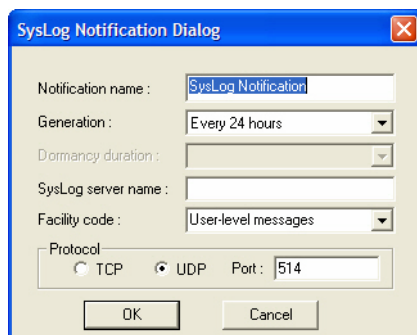 SysLog Notification Dialog
Notification name : SysLog Notification
Generation : Every 24 hours
Dormancy duration :
SysLog server name :
Facility code : User-level messages
Protocol
TCP UDP Port : 514
OK Cancel